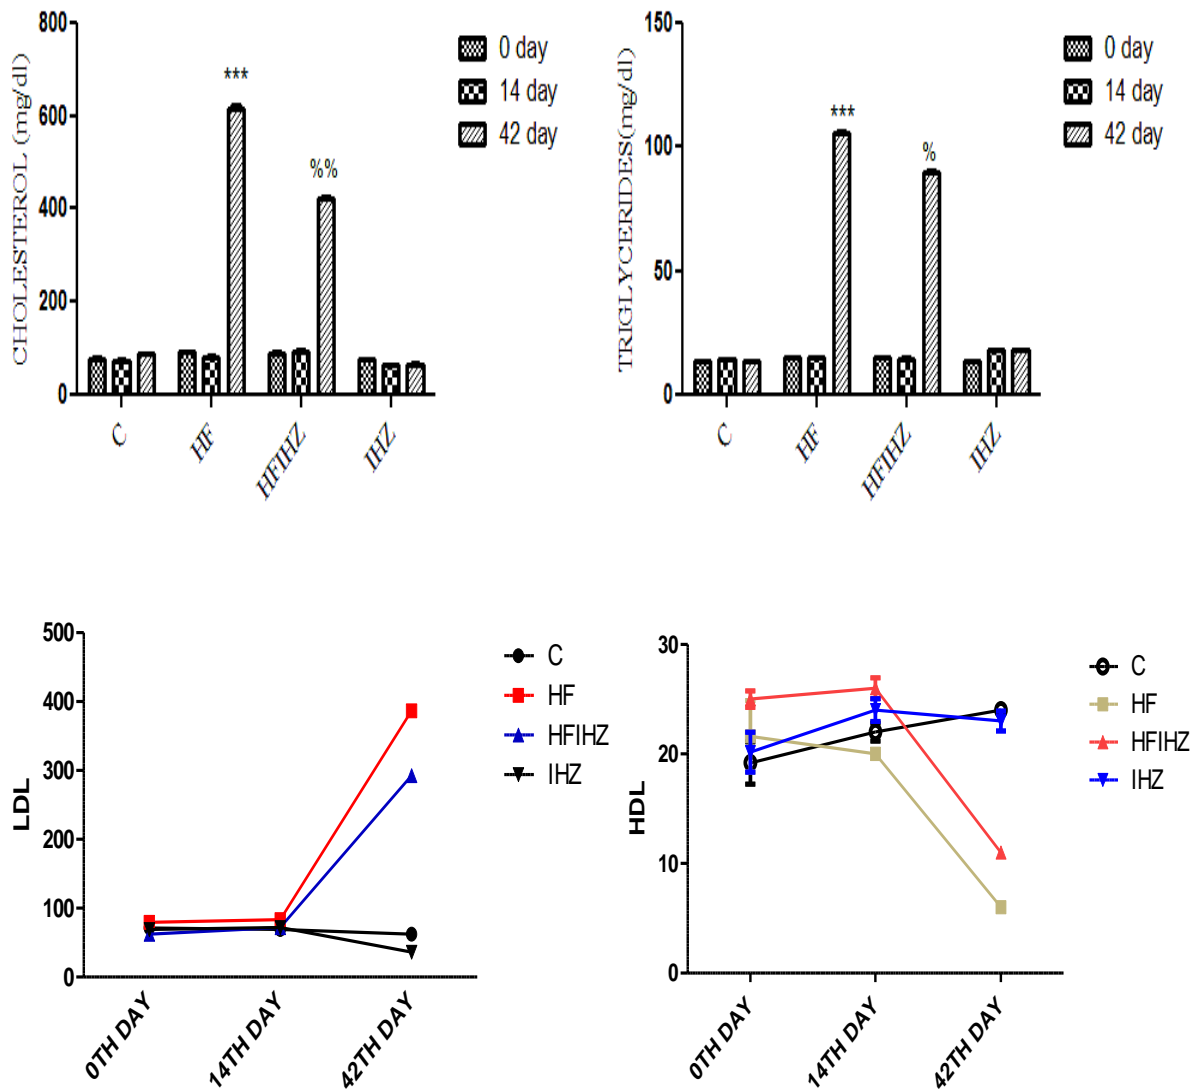 CHOLESTEROL (mg/dl)
800
600
400
200
0
***
%%
0 day
14 day
42 day
C
HF
HFIHZ
IHZ
TRIGLYCERIDES(mg/dl)
150
100
50
0
***
%
0 day
14 day
42 day
C
HF
HFIHZ
IHZ
LDL
500
400
300
200
100
0
C
HF
HFIHZ
IHZ
0TH DAY
14TH DAY
42TH DAY
HDL
30
20
10
0
C
HF
HFIHZ
IHZ
0TH DAY
14TH DAY
42TH DAY